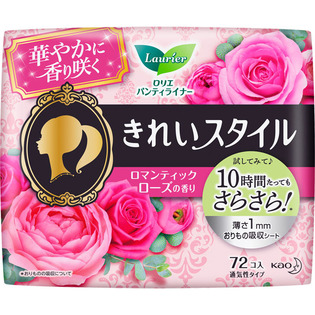 華やかに
香り咲く
Laurier
ロリエ
パンティライナー
きれいスタイル
ロマンティック
ローズの香り
試してみて♪
10時間たっても
さらさら!
薄さ1mm
おりもの吸収シート
72コ入
通気性タイプ
*おりもの吸収について
Kao